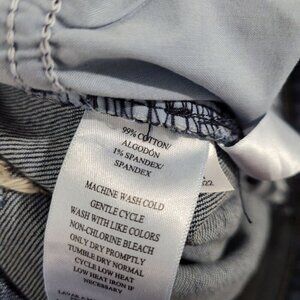 99% COTTON/
ALGODÓN
1% SPANDEX/
SPANDEX
MACHINE WASH COLD
GENTLE CYCLE
WASH WITH LIKE COLORS
NON-CHLORINE BLEACH
ONLY DRY PROMPTLY
TUMBLE DRY NORMAL
CYCLE LOW HEAT
LOW HEAT IRON IF
NECESSARY